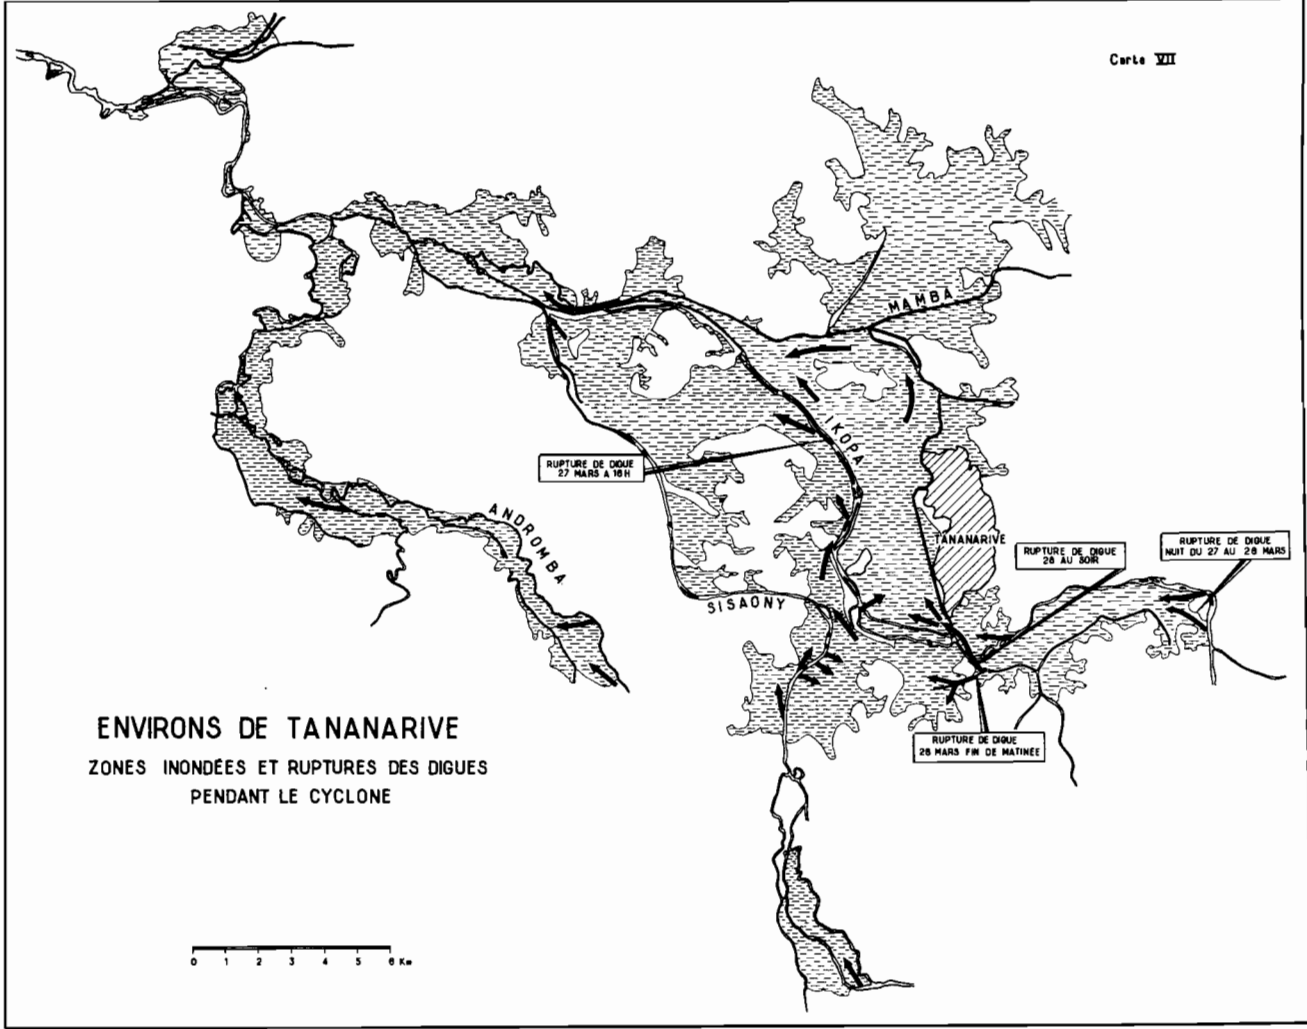 Carte VII
MAMBA
IKOPA
RUPTURE DE DIGUE
27 MARS A 16H
ANDROMBA
TANANARIVE
RUPTURE DE DIGUE
NUIT DU 27 AU 28 MARS
RUPTURE DE DIGUE
28 AU SOIR
SISAONY
ENVIRONS DE TANANARIVE
ZONES INONDÉES ET RUPTURES DES DIGUES
PENDANT LE CYCLONE
RUPTURE DE DIGUE
28 MARS FIN DE MATINÉE
0 1 2 3 4 5 6 Km